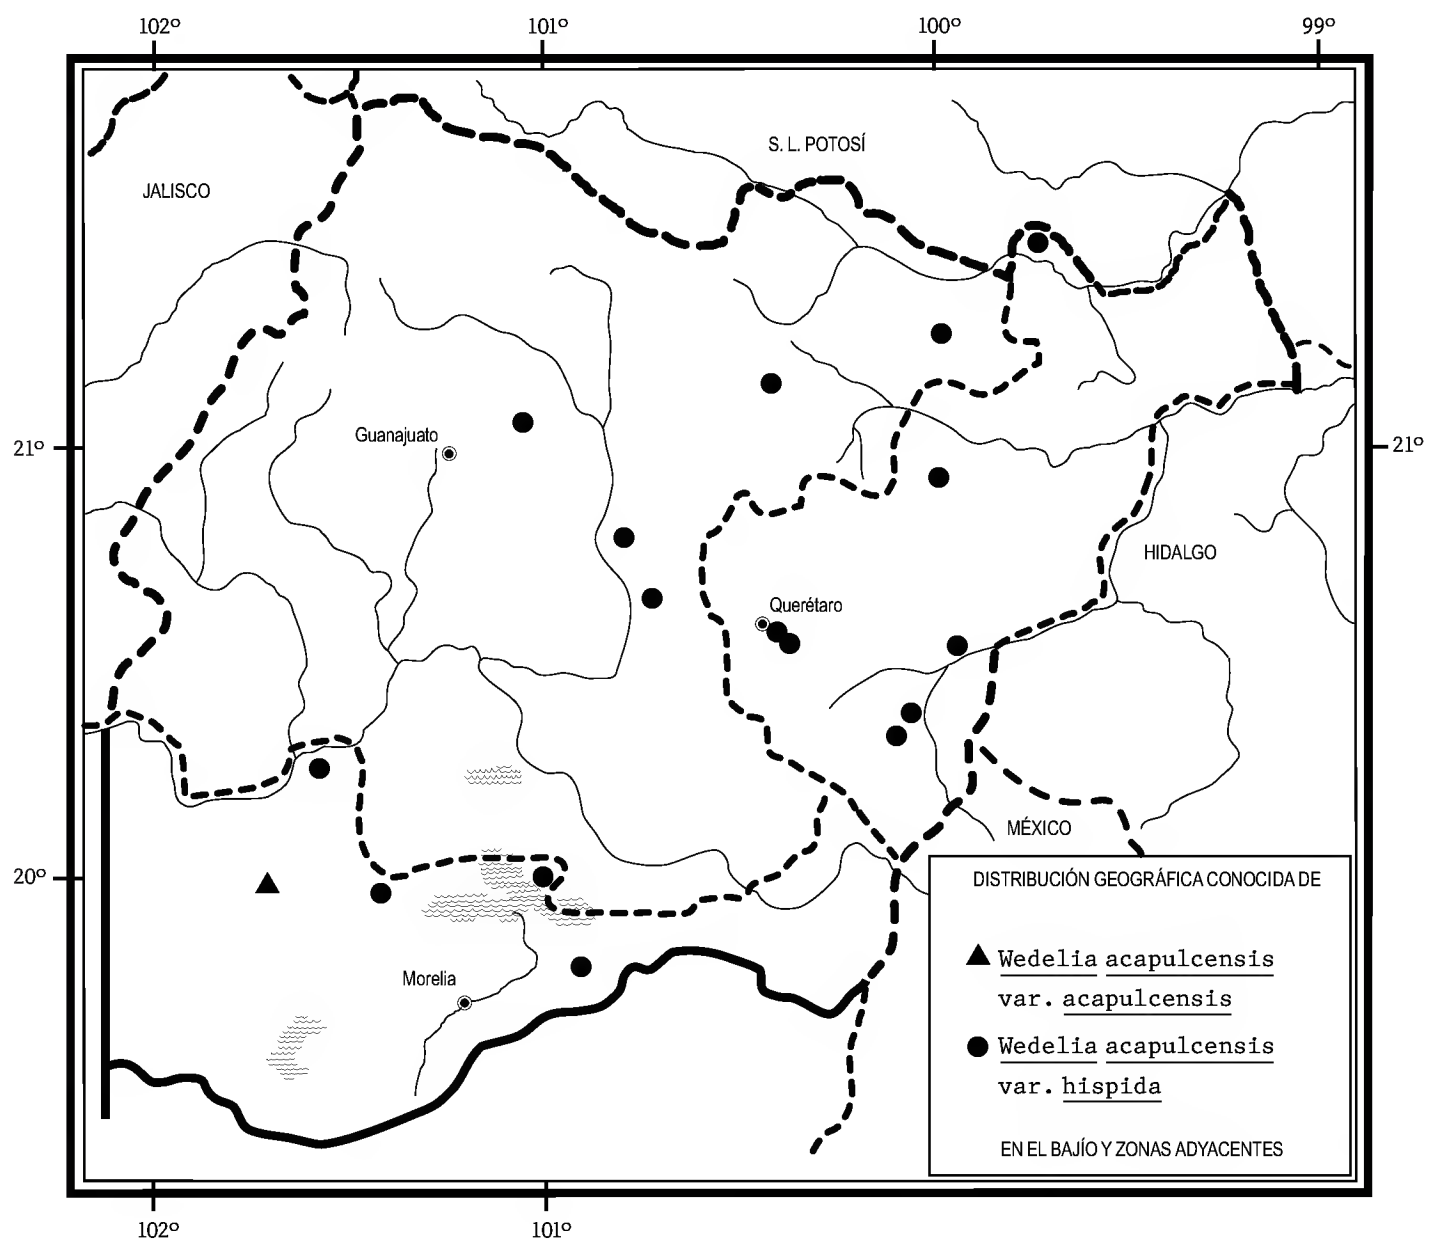 102º 101º 100º 99º
S. L. POTOSÍ
JALISCO
Guanajuato
21º 21º
HIDALGO
Querétaro
MÉXICO
20º
DISTRIBUCIÓN GEOGRÁFICA CONOCIDA DE
Wedelia acapulcensis
var. acapulcensis
Morelia
Wedelia acapulcensis
var. hispida
EN EL BAJÍO Y ZONAS ADYACENTES
102º 101º